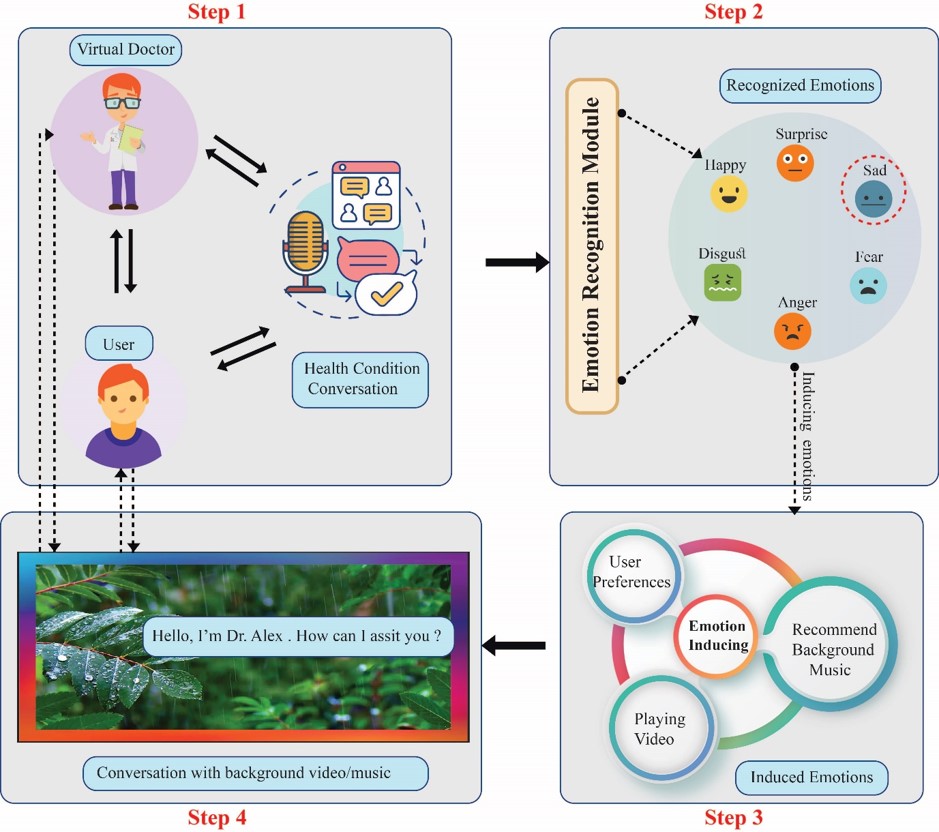 Step 1
Virtual Doctor
User
Health Condition
Conversation
Step 2
Emotion Recognition Module
Recognized Emotions
Surprise
Happy
Sad
Disgust
Fear
Anger
Inducing emotions
User
Preferences
Emotion
Inducing
Recommend
Background
Music
Playing
Video
Induced Emotions
Step 3
Hello, I'm Dr. Alex . How can I assit you ?
Conversation with background video/music
Step 4